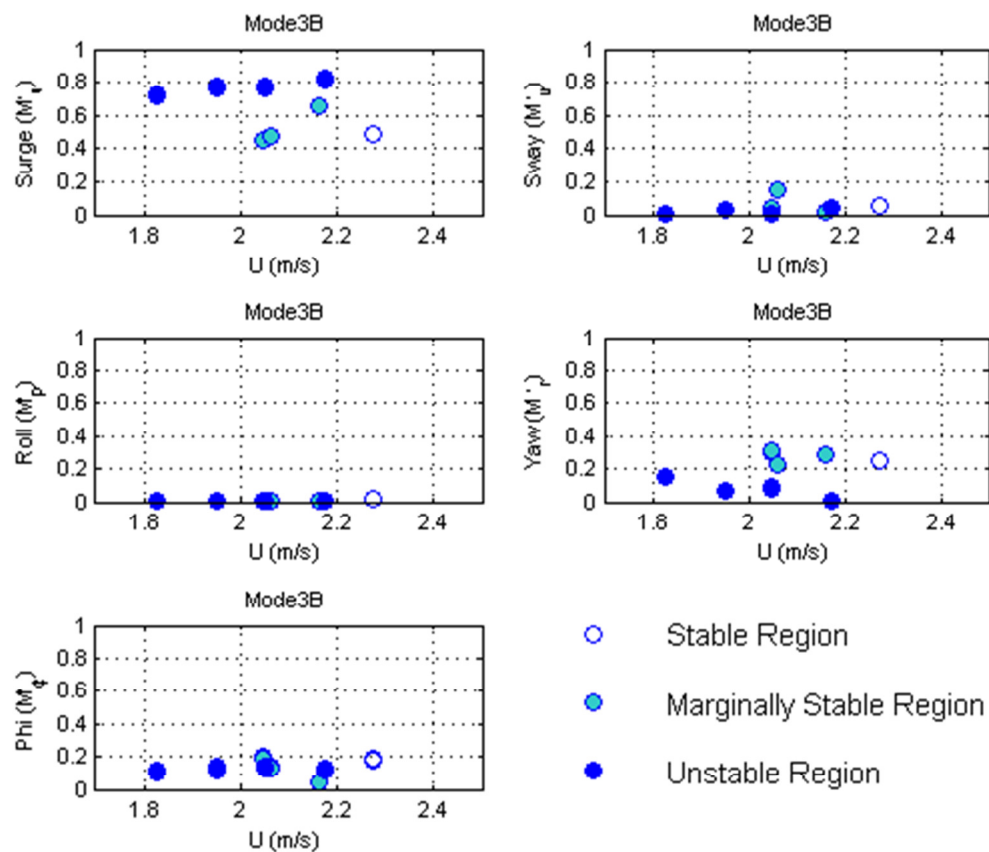 Mode3B
1
0.8
0.6
0.4
0.2
0
1.8 2 2.2 2.4
U (m/s)
Surge (M'u)
Mode3B
1
0.8
0.6
0.4
0.2
0
1.8 2 2.2 2.4
U (m/s)
Sway (M'υ)
Mode3B
1
0.8
0.6
0.4
0.2
0
1.8 2 2.2 2.4
U (m/s)
Roll (M'p)
Mode3B
1
0.8
0.6
0.4
0.2
0
1.8 2 2.2 2.4
U (m/s)
Yaw (M'r)
Mode3B
1
0.8
0.6
0.4
0.2
0
1.8 2 2.2 2.4
U (m/s)
Phi (M'φ)
Stable Region
Marginally Stable Region
Unstable Region